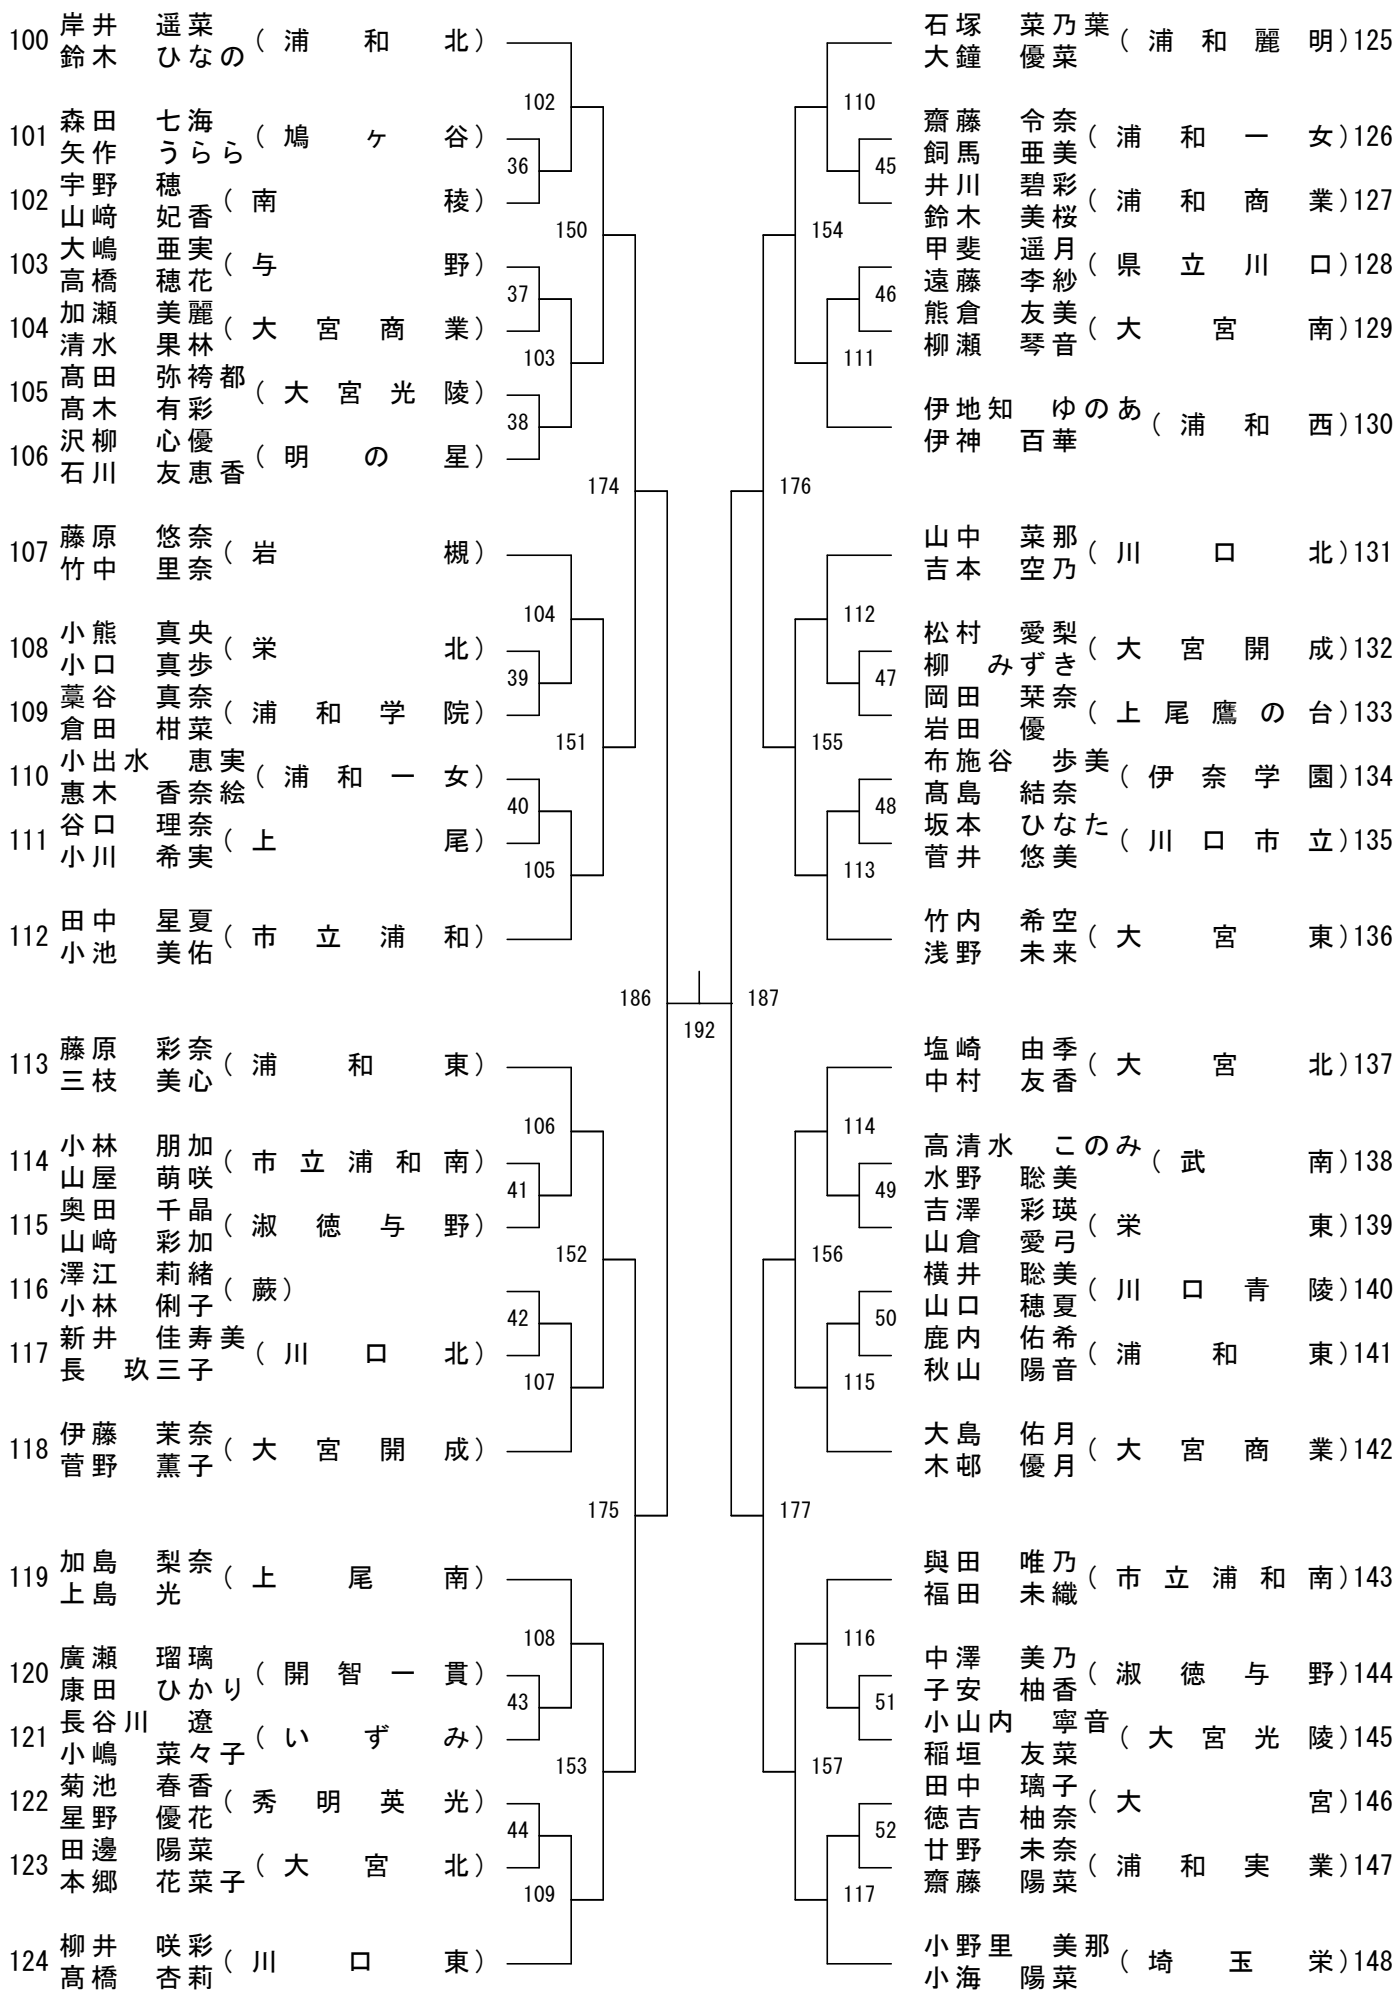 100 岸井 遥菜 鈴木 ひなの (浦和北)
101 森田 七海 矢作 うらら (鳩ヶ谷)
102 宇野 穂 山﨑 妃香 (南稜)
103 大嶋 亜実 高橋 穂花 (与野)
104 加瀬 美麗 清水 果林 (大宮商業)
105 髙田 弥袴都 髙木 有彩 (大宮光陵)
106 沢柳 心優 石川 友恵香 (明の星)
107 藤原 悠奈 竹中 里奈 (岩槻)
108 小熊 真央 小口 真歩 (栄北)
109 藁谷 真奈 倉田 柑菜 (浦和学院)
110 小出水 恵実 惠木 香奈絵 (浦和一女)
111 谷口 理奈 小川 希実 (上尾)
112 田中 星夏 小池 美佑 (市立浦和)
113 藤原 彩奈 三枝 美心 (浦和東)
114 小林 朋加 山屋 萌咲 (市立浦和南)
115 奥田 千晶 山﨑 彩加 (淑徳与野)
116 澤江 莉緒 小林 俐子 (蕨)
117 新井 佳寿美 長 玖三子 (川口北)
118 伊藤 茉奈 菅野 薫子 (大宮開成)
119 加島 梨奈 上島 光 (上尾南)
120 廣瀬 瑠璃 康田 ひかり (開智一貫)
121 長谷川 遼 小嶋 菜々子 (いずみ)
122 菊池 春香 星野 優花 (秀明英光)
123 田邊 陽菜 本郷 花菜子 (大宮北)
124 柳井 咲彩 髙橋 杏莉 (川口東)
102
36
150
37
103
38
174
104
39
151
40
105
186
106
41
152
42
107
175
108
43
153
44
109
192
187
110
45
154
46
111
176
112
47
155
48
113
114
49
156
50
115
177
116
51
157
52
117
石塚 菜乃葉 大鐘 優菜 (浦和麗明)125
齋藤 令奈 飼馬 亜美 (浦和一女)126
井川 碧彩 鈴木 美桜 (浦和商業)127
甲斐 遥月 遠藤 李紗 (県立川口)128
熊倉 友美 柳瀬 琴音 (大宮南)129
伊地知 ゆのあ 伊神 百華 (浦和西)130
山中 菜那 吉本 空乃 (川口北)131
松村 愛梨 柳 みずき (大宮開成)132
岡田 栞奈 岩田 優 (上尾鷹の台)133
布施谷 歩美 髙島 結奈 (伊奈学園)134
坂本 ひなた 菅井 悠美 (川口市立)135
竹内 希空 浅野 未来 (大宮東)136
塩崎 由季 中村 友香 (大宮北)137
高清水 このみ 水野 聡美 (武南)138
吉澤 彩瑛 山倉 愛弓 (栄東)139
横井 聡美 山口 穂夏 (川口青陵)140
鹿内 佑希 秋山 陽音 (浦和東)141
大島 佑月 木邨 優月 (大宮商業)142
與田 唯乃 福田 未織 (市立浦和南)143
中澤 美乃 子安 柚香 (淑徳与野)144
小山内 寧音 稲垣 友菜 (大宮光陵)145
田中 璃子 徳吉 柚奈 (大宮)146
廿野 未奈 齋藤 陽菜 (浦和実業)147
小野里 美那 小海 陽菜 (埼玉栄)148